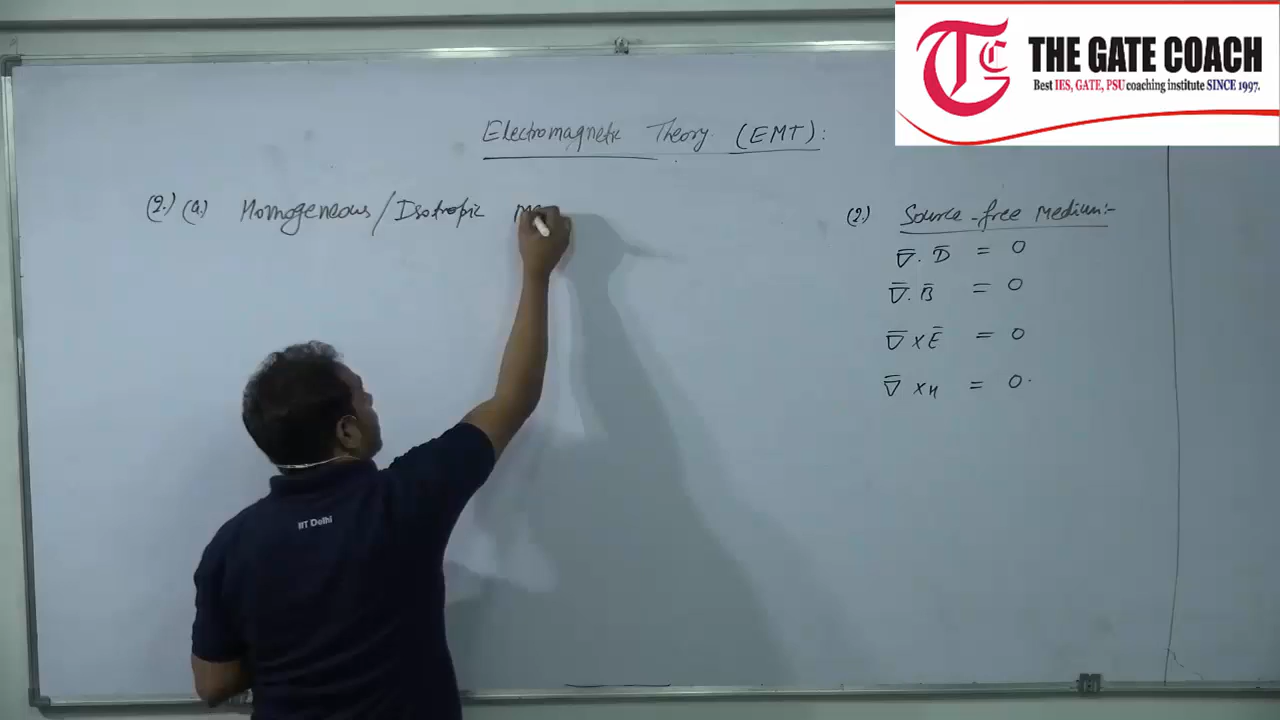 THE GATE COACH
Best IES, GATE, PSU coaching institute SINCE 1997.
Electromagnetic Theory (EMT):
(2.) (a.) Homogeneous/Isotropic
(2.) Source-free Medium:-
∇̄. D̄ = 0
∇̄. B̄ = 0
∇̄ × Ē = 0
∇̄ × H = 0.
IIT Delhi